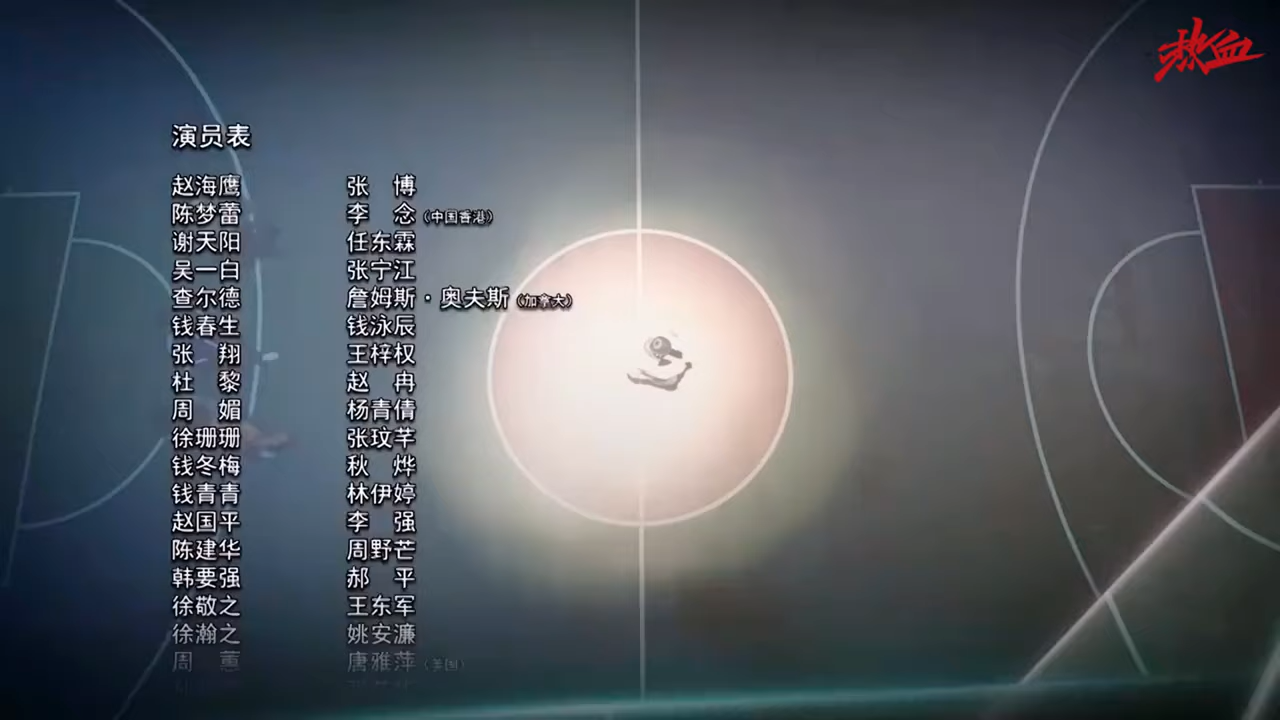 热血
演员表
赵海鹰 张 博
陈梦蕾 李 念（中国香港）
谢天阳 任东霖
吴一白 张宁江
查尔德 詹姆斯·奥夫斯（加拿大）
钱春生 钱泳辰
张 翔 王梓权
杜 黎 赵 冉
周 媚 杨青倩
徐珊珊 张玟芊
钱冬梅 秋 烨
钱青青 林伊婷
赵国平 李 强
陈建华 周野芒
韩要强 郝 平
徐敬之 王东军
徐瀚之 姚安濂
周 蕙 唐雅萍（美国）